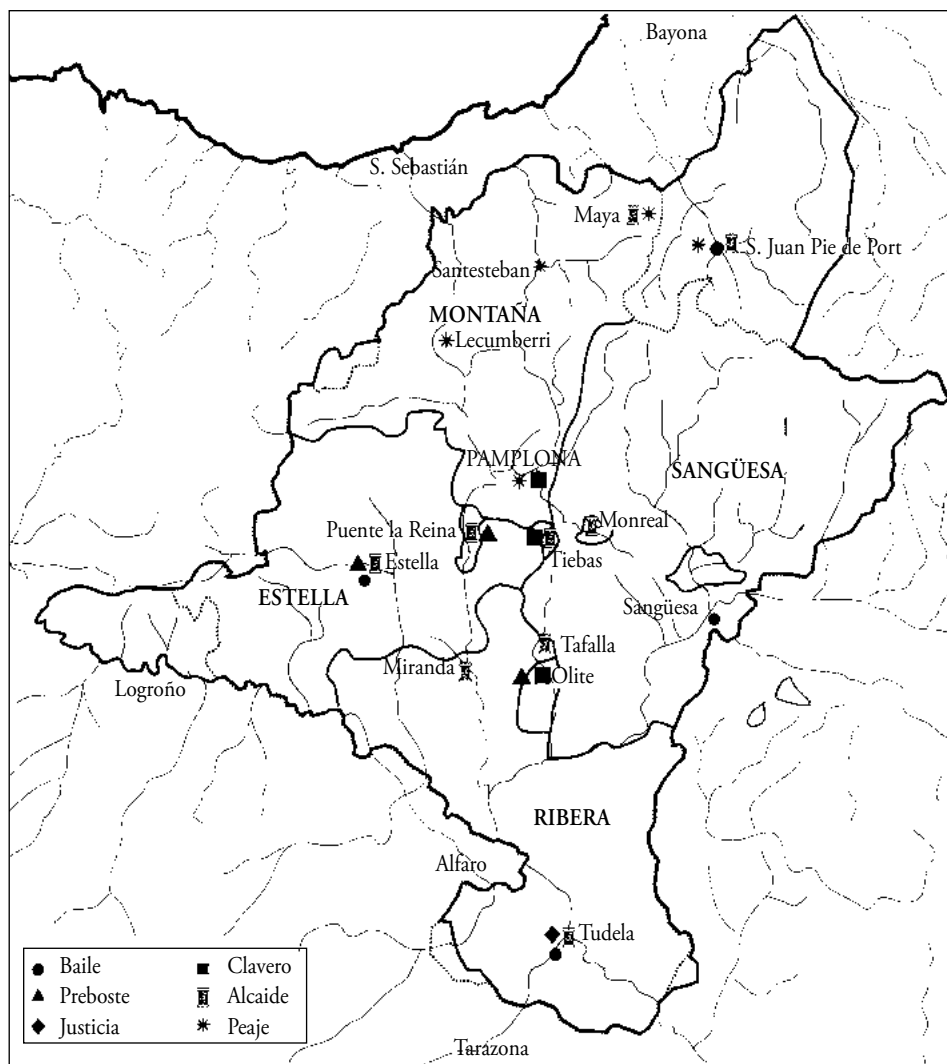 Bayona
S. Sebastián
Maya
S. Juan Pie de Port
Santesteban
MONTAÑA
Lecumberri
PAMPLONA
SANGÜESA
Puente la Reina
Monreal
Tiebas
Estella
ESTELLA
Sangüesa
Tafalla
Miranda
Olite
Logroño
RIBERA
Alfaro
Tudela
Baile
Clavero
Preboste
Alcaide
Justicia
Peaje
Tarazona